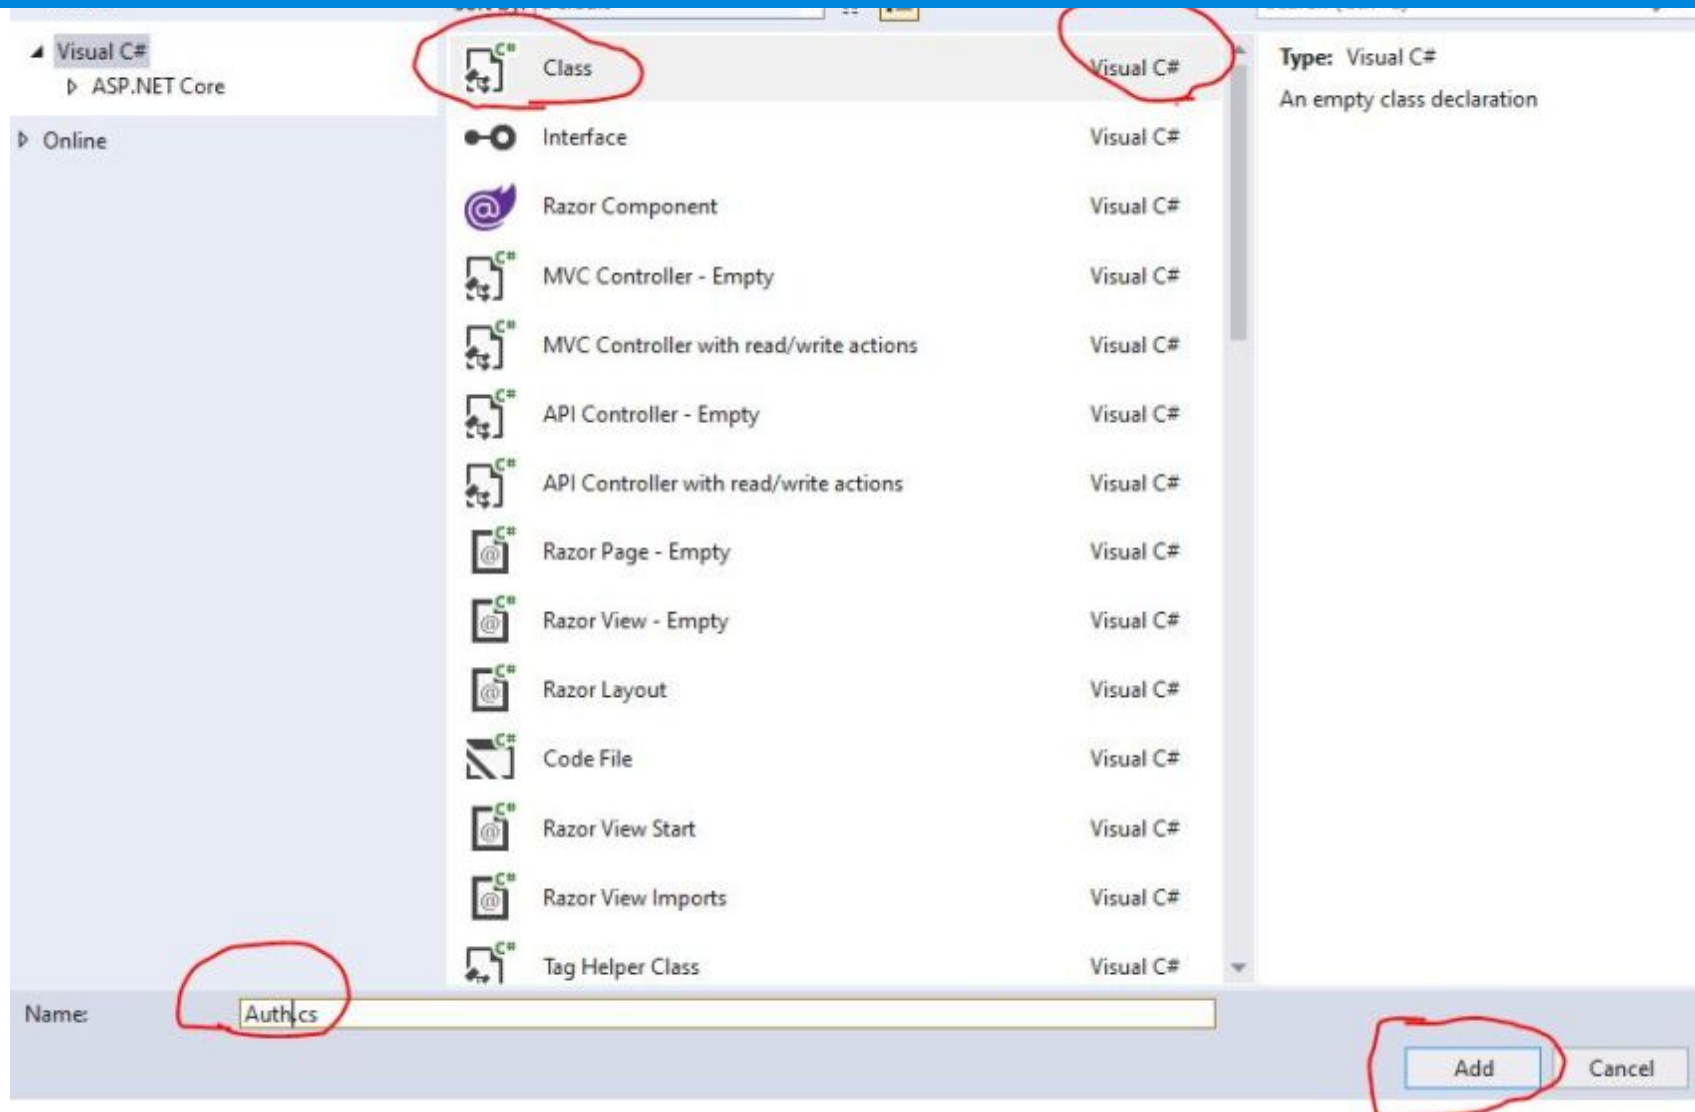 Visual C#
ASP.NET Core
Online
Class Visual C#
Interface Visual C#
Razor Component Visual C#
MVC Controller - Empty Visual C#
MVC Controller with read/write actions Visual C#
API Controller - Empty Visual C#
API Controller with read/write actions Visual C#
Razor Page - Empty Visual C#
Razor View - Empty Visual C#
Razor Layout Visual C#
Code File Visual C#
Razor View Start Visual C#
Razor View Imports Visual C#
Tag Helper Class Visual C#
Type: Visual C#
An empty class declaration
Name: Auth.cs
Add Cancel